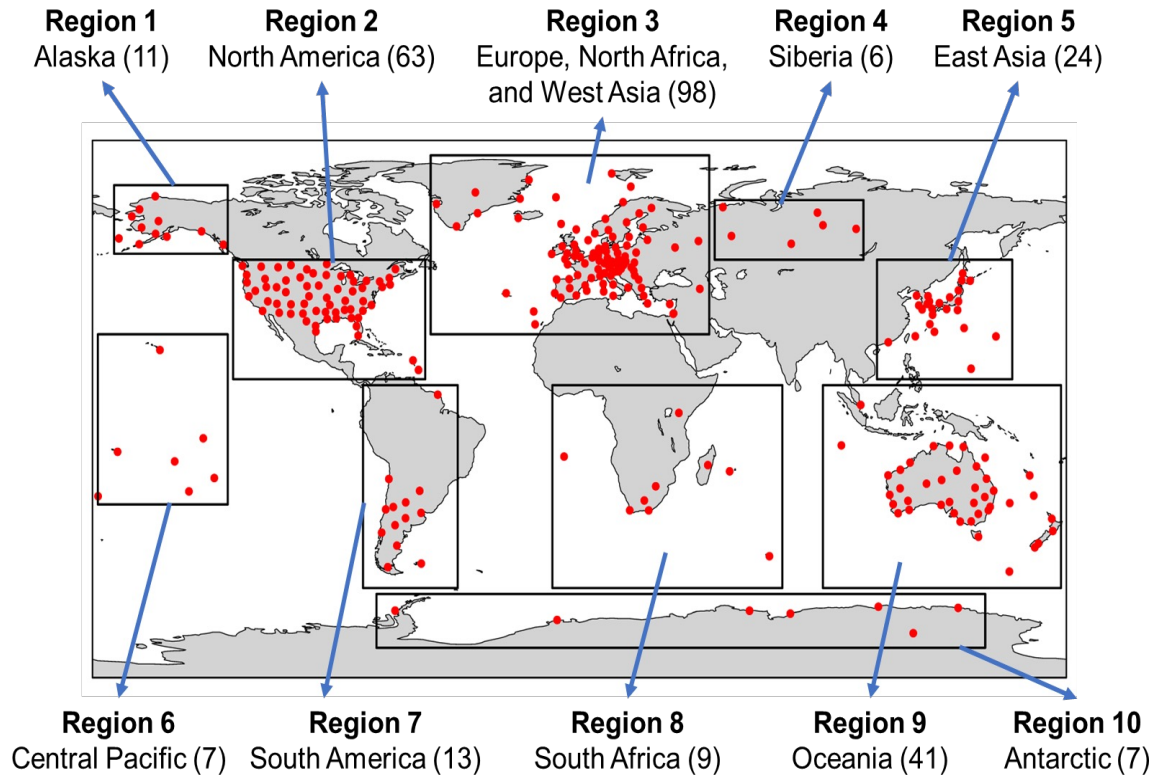 Region 1
Alaska (11)
Region 2
North America (63)
Region 3
Europe, North Africa,
and West Asia (98)
Region 4
Siberia (6)
Region 5
East Asia (24)
Region 6
Central Pacific (7)
Region 7
South America (13)
Region 8
South Africa (9)
Region 9
Oceania (41)
Region 10
Antarctic (7)